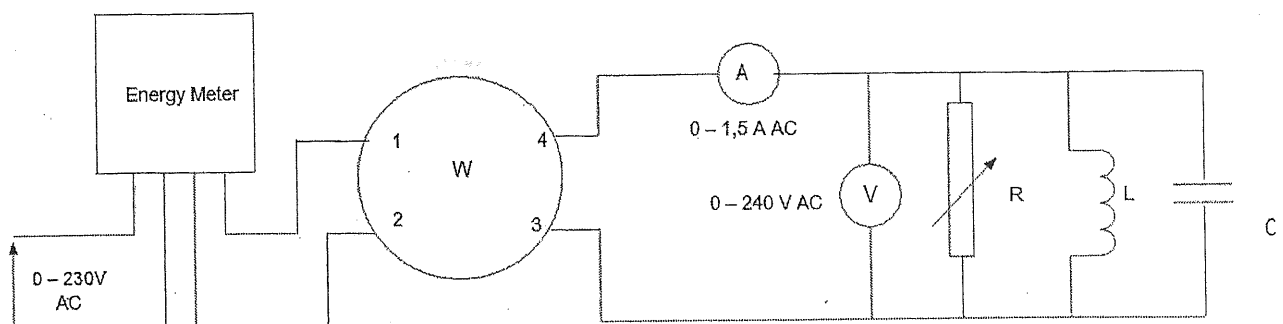 Energy Meter
A
0 – 1,5 A AC
1
4
W
2
3
V
0 – 240 V AC
R
L
C
0 – 230V
AC